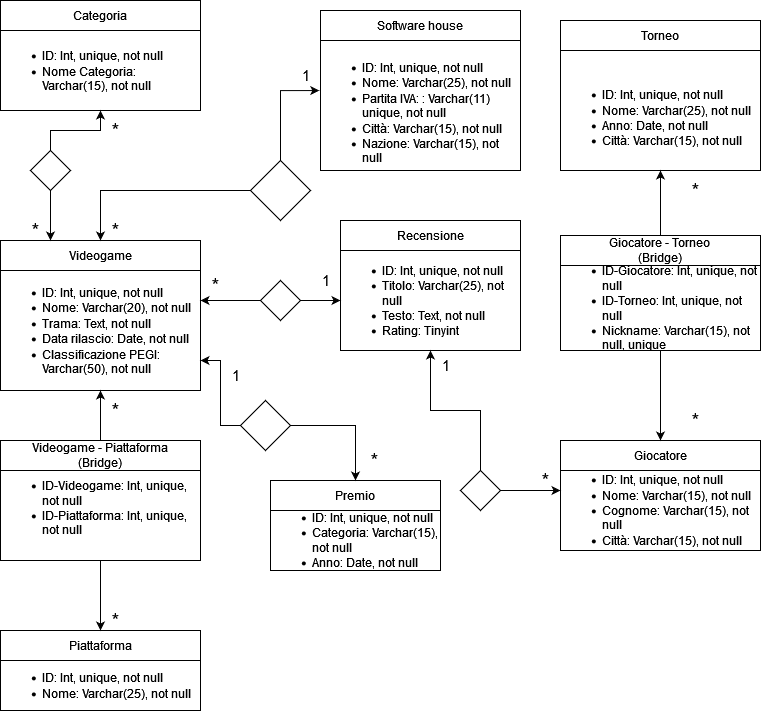 Categoria
• ID: Int, unique, not null
• Nome Categoria:
Varchar(15), not null
*
*
Software house
• ID: Int, unique, not null
• Nome: Varchar(25), not null
• Partita IVA: : Varchar(11)
unique, not null
• Città: Varchar(15), not null
• Nazione: Varchar(15), not
null
1
*
Torneo
• ID: Int, unique, not null
• Nome: Varchar(25), not null
• Anno: Date, not null
• Città: Varchar(15), not null
*
Videogame
• ID: Int, unique, not null
• Nome: Varchar(20), not null
• Trama: Text, not null
• Data rilascio: Date, not null
• Classificazione PEGI:
Varchar(50), not null
*
1
Recensione
• ID: Int, unique, not null
• Titolo: Varchar(25), not
null
• Testo: Text, not null
• Rating: Tinyint
Giocatore - Torneo
(Bridge)
• ID-Giocatore: Int, unique, not
null
• ID-Torneo: Int, unique, not
null
• Nickname: Varchar(15), not
null, unique
1
1
*
*
*
Videogame - Piattaforma
(Bridge)
• ID-Videogame: Int, unique,
not null
• ID-Piattaforma: Int, unique,
not null
*
Premio
• ID: Int, unique, not null
• Categoria: Varchar(15),
not null
• Anno: Date, not null
*
Giocatore
• ID: Int, unique, not null
• Nome: Varchar(15), not null
• Cognome: Varchar(15), not
null
• Città: Varchar(15), not null
*
Piattaforma
• ID: Int, unique, not null
• Nome: Varchar(25), not null